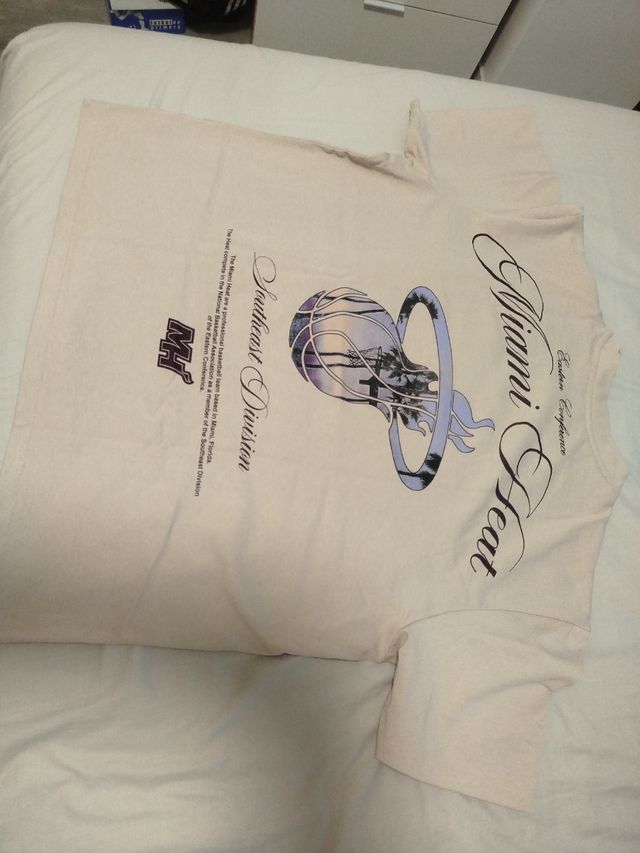 Eastern Conference
Miami Heat
Southeast Division
The Miami Heat are a professional basketball team based in Miami, Florida.
The Heat compete in the National Basketball Association as a member of the Southeast Division
of the Eastern Conference.
MH